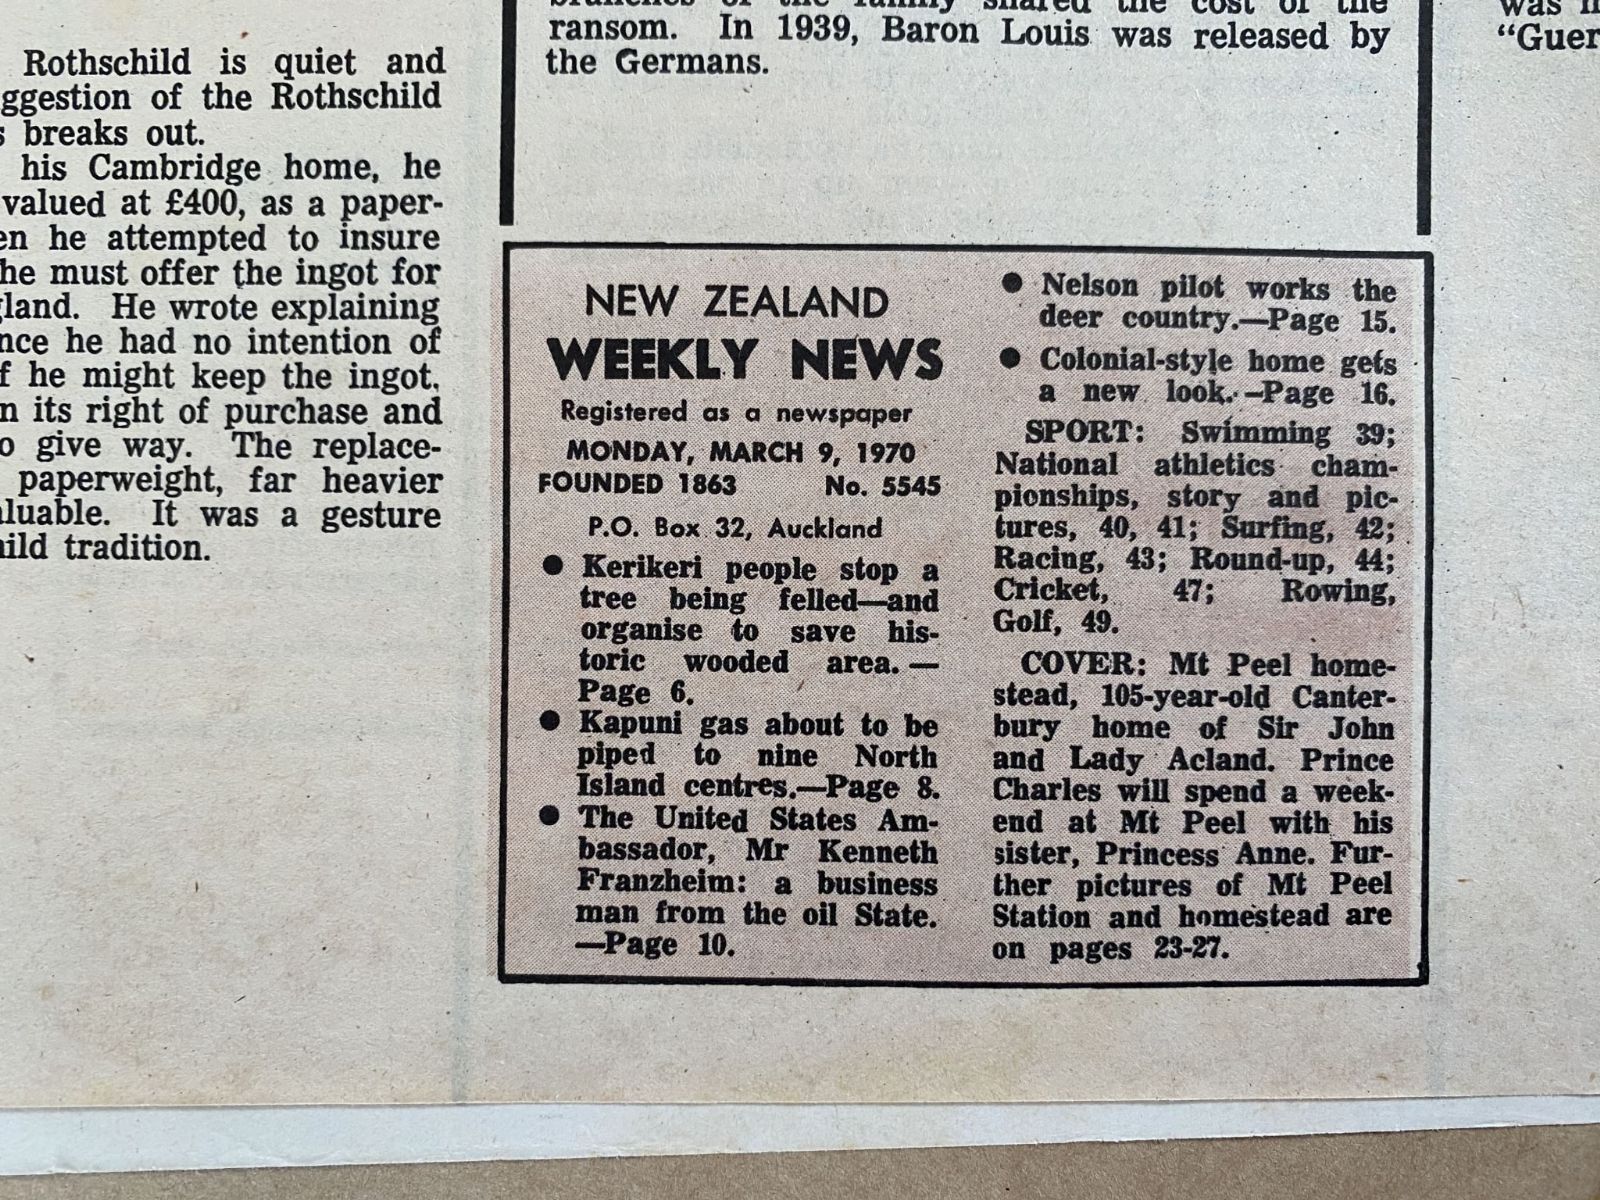 Rothschild is quiet and
of the Rothschild
breaks out.
his Cambridge home, he
valued at £400, as a paper-
he attempted to insure
he must offer the ingot for
He wrote explaining
he had no intention of
he might keep the ingot,
its right of purchase and
give way. The replace-
paperweight, far heavier
It was a gesture
tradition.
branches of the family shared the cost of the
ransom. In 1939, Baron Louis was released by
the Germans.
was
"Guer
NEW ZEALAND
WEEKLY NEWS
Registered as a newspaper
MONDAY, MARCH 9, 1970
FOUNDED 1863 No. 5545
P.O. Box 32, Auckland
● Kerikeri people stop a
tree being felled—and
organise to save his-
toric wooded area. —
Page 6.
● Kapuni gas about to be
piped to nine North
Island centres.—Page 8.
● The United States Am-
bassador, Mr Kenneth
Franzheim: a business
man from the oil State.
—Page 10.
● Nelson pilot works the
deer country.—Page 15.
● Colonial-style home gets
a new look.—Page 16.
SPORT: Swimming 39;
National athletics cham-
pionships, story and pic-
tures, 40, 41; Surfing, 42;
Racing, 43; Round-up, 44;
Cricket, 47; Rowing,
Golf, 49.
COVER: Mt Peel home-
stead, 105-year-old Canter-
bury home of Sir John
and Lady Acland. Prince
Charles will spend a week-
end at Mt Peel with his
sister, Princess Anne. Fur-
ther pictures of Mt Peel
Station and homestead are
on pages 23-27.